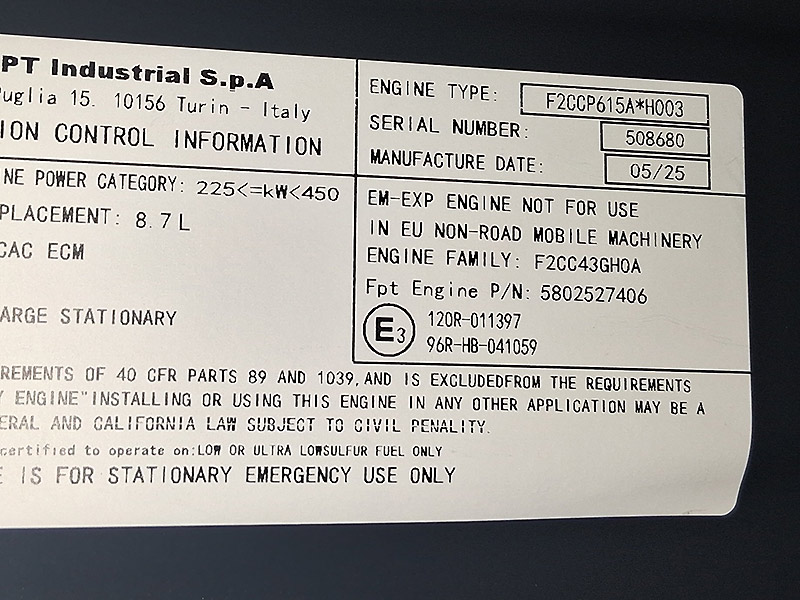 PT Industrial S.p.A
Puglia 15. 10156 Turin - Italy
ION CONTROL INFORMATION
ENGINE TYPE: F2CCP615A*H003
SERIAL NUMBER: 508680
MANUFACTURE DATE: 05/25
NE POWER CATEGORY: 225<=kW<450
PLACEMENT: 8.7L
CAC ECM
ARGE STATIONARY
EM-EXP ENGINE NOT FOR USE
IN EU NON-ROAD MOBILE MACHINERY
ENGINE FAMILY: F2CC43GH0A
Fpt Engine P/N: 5802527406
E3 120R-011397
96R-HB-041059
REMENTS OF 40 CFR PARTS 89 AND 1039, AND IS EXCLUDEDFROM THE REQUIREMENTS
Y ENGINE"INSTALLING OR USING THIS ENGINE IN ANY OTHER APPLICATION MAY BE A
ERAL AND CALIFORNIA LAW SUBJECT TO CIVIL PENALITY.
certified to operate on:LOW OR ULTRA LOWSULFUR FUEL ONLY
E IS FOR STATIONARY EMERGENCY USE ONLY